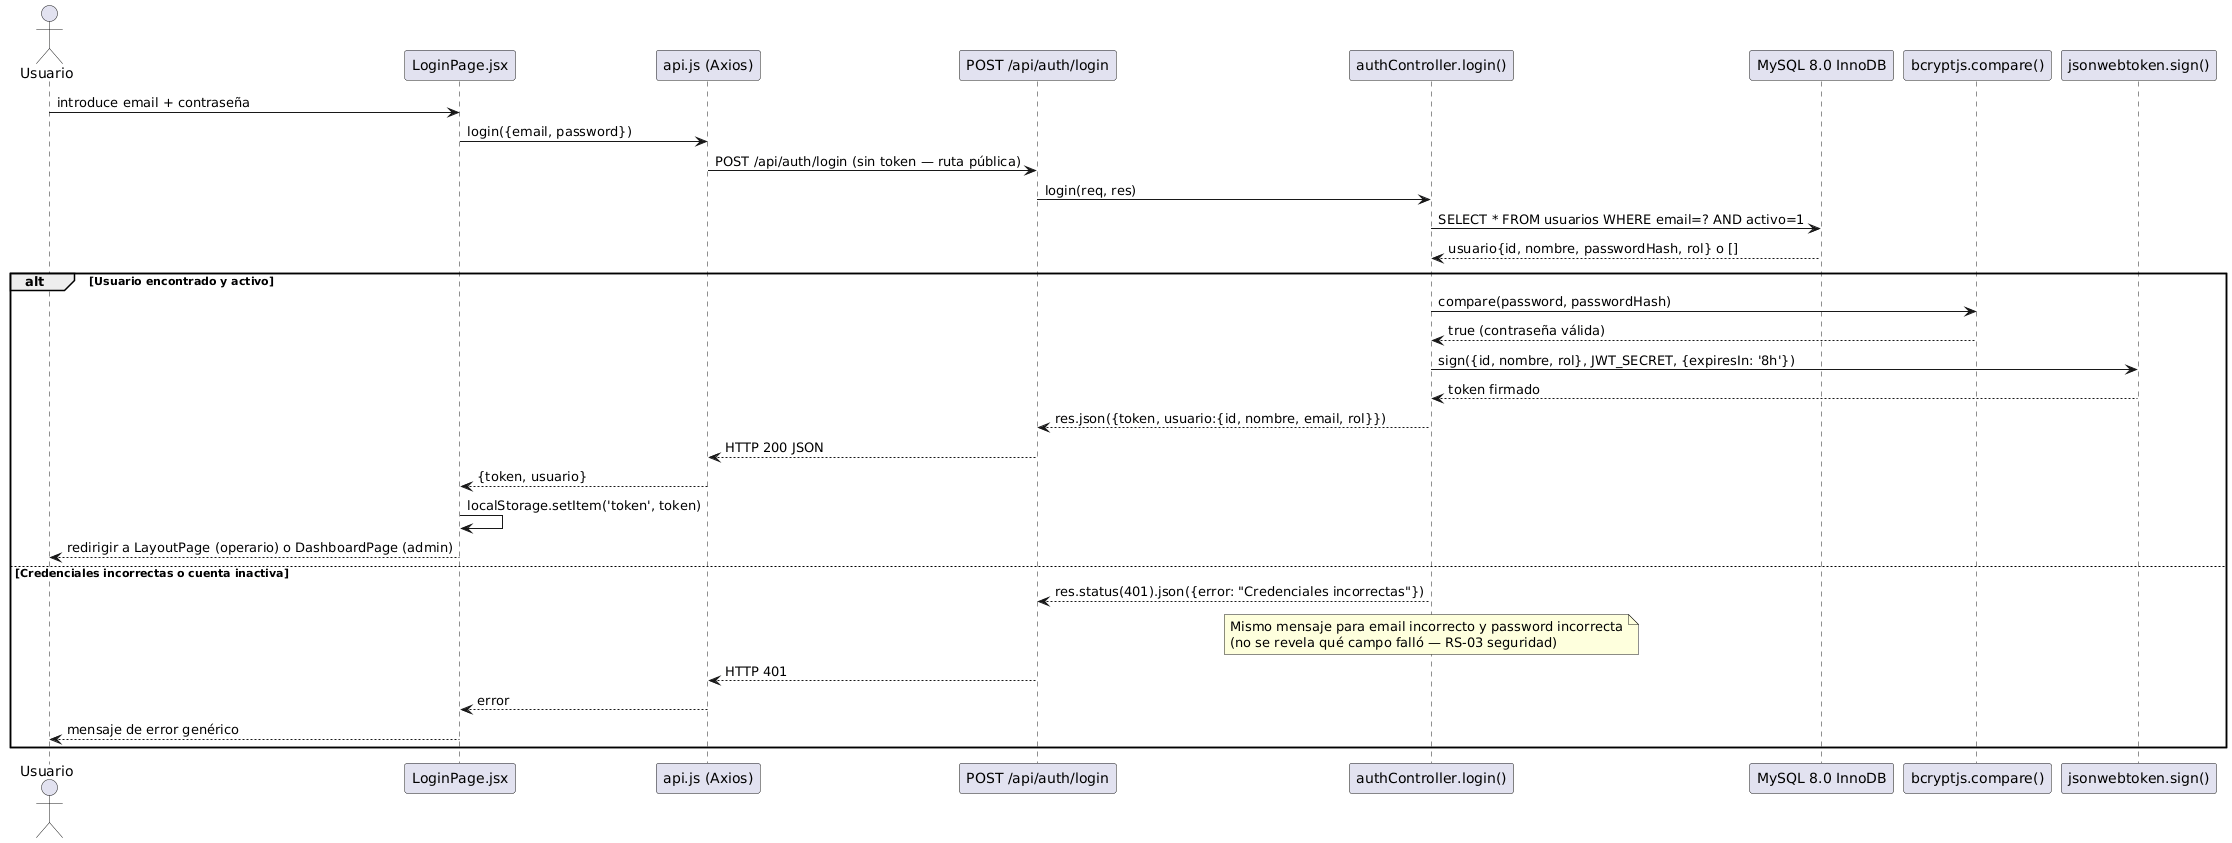 Usuario
LoginPage.jsx
api.js (Axios)
POST /api/auth/login
authController.login()
MySQL 8.0 InnoDB
bcryptjs.compare()
jsonwebtoken.sign()
introduce email + contraseña
login({email, password})
POST /api/auth/login (sin token — ruta pública)
login(req, res)
SELECT * FROM usuarios WHERE email=? AND activo=1
usuario{id, nombre, passwordHash, rol} o []
alt
[Usuario encontrado y activo]
compare(password, passwordHash)
true (contraseña válida)
sign({id, nombre, rol}, JWT_SECRET, {expiresIn: '8h'})
token firmado
res.json({token, usuario:{id, nombre, email, rol}})
HTTP 200 JSON
{token, usuario}
localStorage.setItem('token', token)
redirigir a LayoutPage (operario) o DashboardPage (admin)
[Credenciales incorrectas o cuenta inactiva]
res.status(401).json({error: "Credenciales incorrectas"})
Mismo mensaje para email incorrecto y password incorrecta
(no se revela qué campo falló — RS-03 seguridad)
HTTP 401
error
mensaje de error genérico
Usuario
LoginPage.jsx
api.js (Axios)
POST /api/auth/login
authController.login()
MySQL 8.0 InnoDB
bcryptjs.compare()
jsonwebtoken.sign()